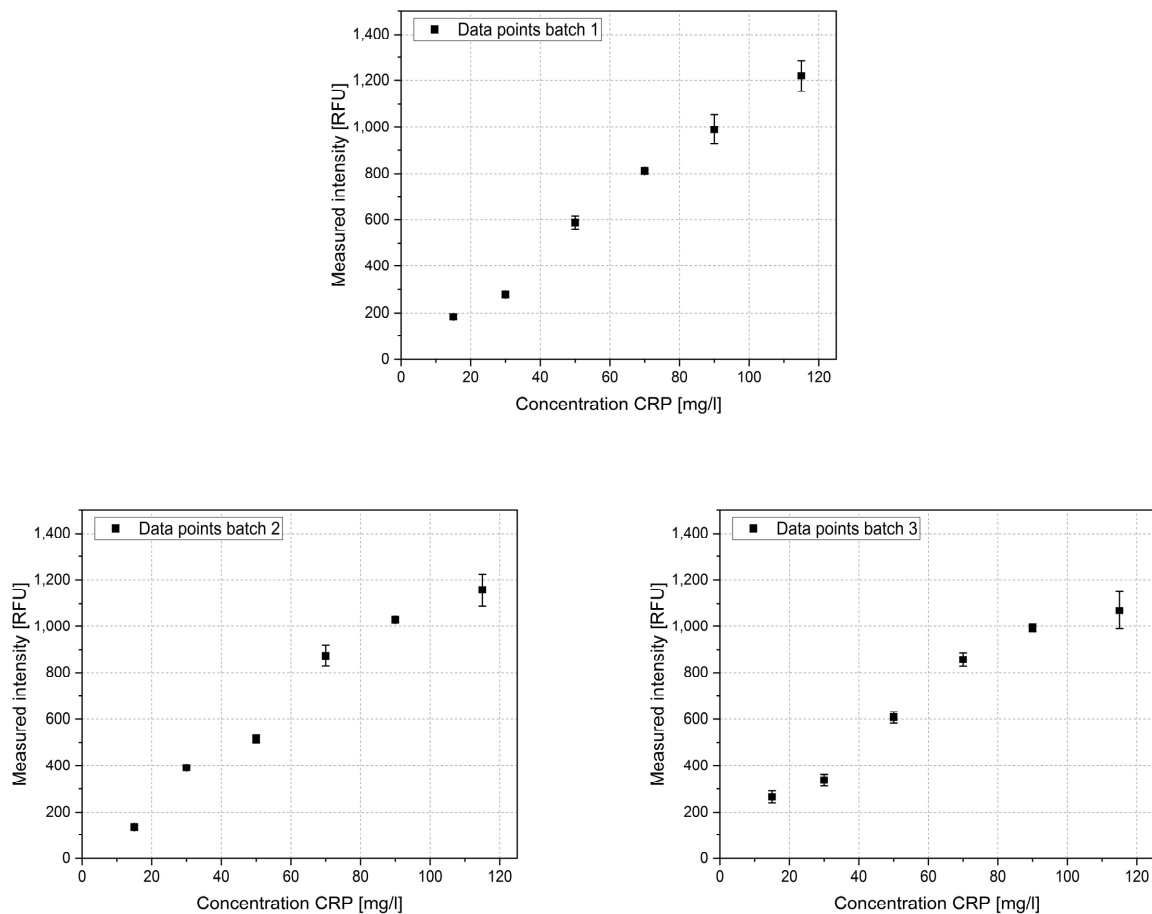 Data points batch 1
1,400
1,200
1,000
800
600
400
200
0
Measured intensity [RFU]
0 20 40 60 80 100 120
Concentration CRP [mg/l]
Data points batch 2
1,400
1,200
1,000
800
600
400
200
0
Measured intensity [RFU]
0 20 40 60 80 100 120
Concentration CRP [mg/l]
Data points batch 3
1,400
1,200
1,000
800
600
400
200
0
Measured intensity [RFU]
0 20 40 60 80 100 120
Concentration CRP [mg/l]